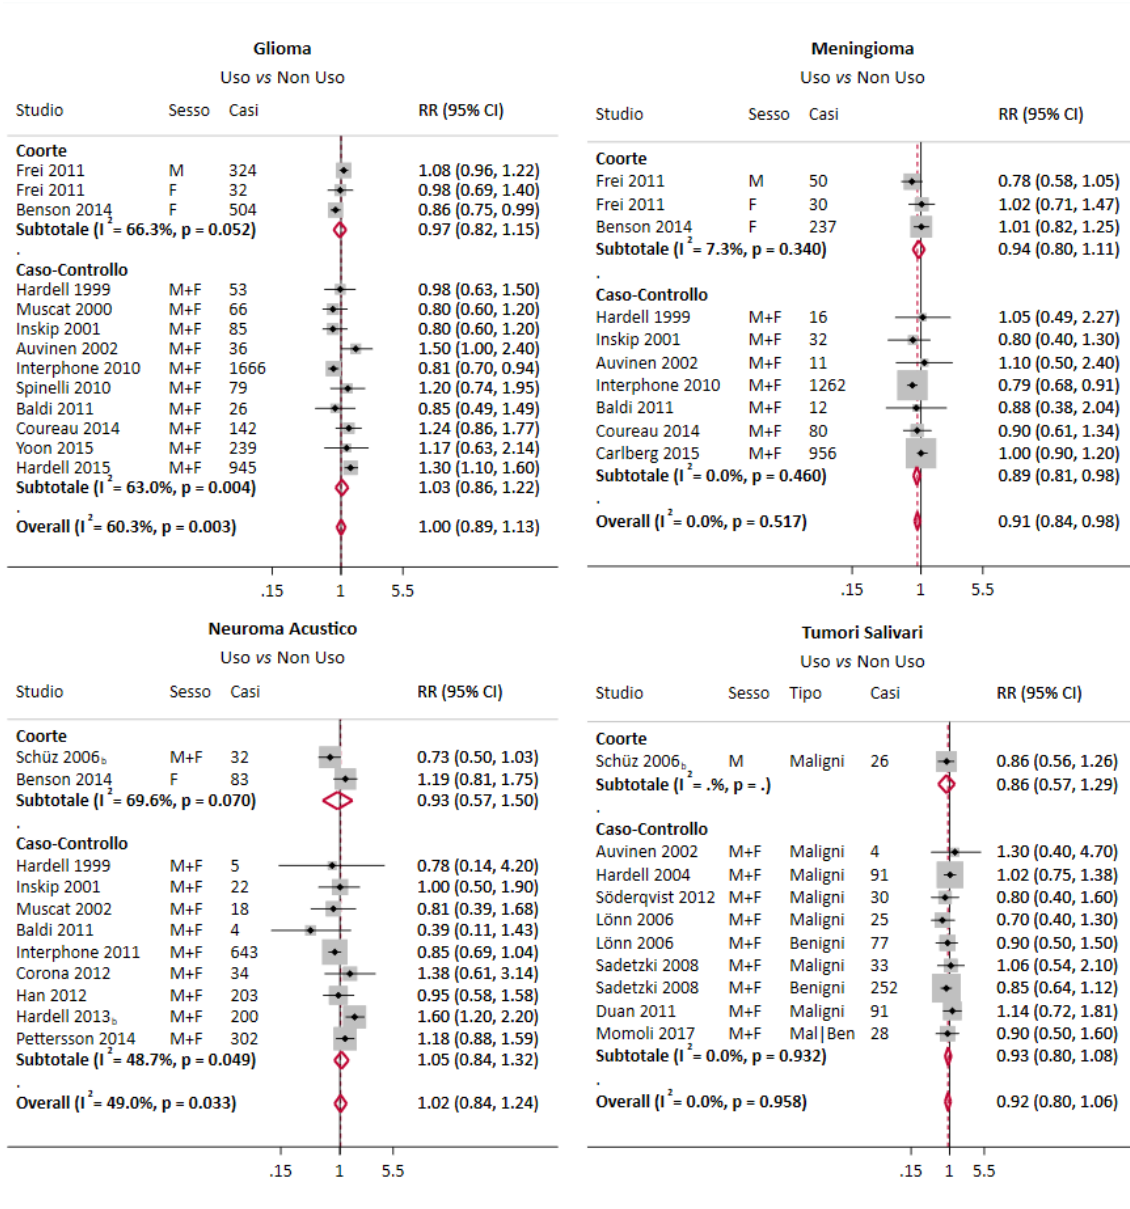 Glioma
Uso vs Non Uso
Studio Sesso Casi RR (95% CI)
Coorte
Frei 2011 M 324 1.08 (0.96, 1.22)
Frei 2011 F 32 0.98 (0.69, 1.40)
Benson 2014 F 504 0.86 (0.75, 0.99)
Subtotale (I²= 66.3%, p = 0.052) 0.97 (0.82, 1.15)
.
Caso-Controllo
Hardell 1999 M+F 53 0.98 (0.63, 1.50)
Muscat 2000 M+F 66 0.80 (0.60, 1.20)
Inskip 2001 M+F 85 0.80 (0.60, 1.20)
Auvinen 2002 M+F 36 1.50 (1.00, 2.40)
Interphone 2010 M+F 1666 0.81 (0.70, 0.94)
Spinelli 2010 M+F 79 1.20 (0.74, 1.95)
Baldi 2011 M+F 26 0.85 (0.49, 1.49)
Coureau 2014 M+F 142 1.24 (0.86, 1.77)
Yoon 2015 M+F 239 1.17 (0.63, 2.14)
Hardell 2015 M+F 945 1.30 (1.10, 1.60)
Subtotale (I²= 63.0%, p = 0.004) 1.03 (0.86, 1.22)
.
Overall (I²= 60.3%, p = 0.003) 1.00 (0.89, 1.13)
.15 1 5.5
Meningioma
Uso vs Non Uso
Studio Sesso Casi RR (95% CI)
Coorte
Frei 2011 M 50 0.78 (0.58, 1.05)
Frei 2011 F 30 1.02 (0.71, 1.47)
Benson 2014 F 237 1.01 (0.82, 1.25)
Subtotale (I²= 7.3%, p = 0.340) 0.94 (0.80, 1.11)
.
Caso-Controllo
Hardell 1999 M+F 16 1.05 (0.49, 2.27)
Inskip 2001 M+F 32 0.80 (0.40, 1.30)
Auvinen 2002 M+F 11 1.10 (0.50, 2.40)
Interphone 2010 M+F 1262 0.79 (0.68, 0.91)
Baldi 2011 M+F 12 0.88 (0.38, 2.04)
Coureau 2014 M+F 80 0.90 (0.61, 1.34)
Carlberg 2015 M+F 956 1.00 (0.90, 1.20)
Subtotale (I²= 0.0%, p = 0.460) 0.89 (0.81, 0.98)
.
Overall (I²= 0.0%, p = 0.517) 0.91 (0.84, 0.98)
.15 1 5.5
Neuroma Acustico
Uso vs Non Uso
Studio Sesso Casi RR (95% CI)
Coorte
Schüz 2006b M+F 32 0.73 (0.50, 1.03)
Benson 2014 F 83 1.19 (0.81, 1.75)
Subtotale (I²= 69.6%, p = 0.070) 0.93 (0.57, 1.50)
.
Caso-Controllo
Hardell 1999 M+F 5 0.78 (0.14, 4.20)
Inskip 2001 M+F 22 1.00 (0.50, 1.90)
Muscat 2002 M+F 18 0.81 (0.39, 1.68)
Baldi 2011 M+F 4 0.39 (0.11, 1.43)
Interphone 2011 M+F 643 0.85 (0.69, 1.04)
Corona 2012 M+F 34 1.38 (0.61, 3.14)
Han 2012 M+F 203 0.95 (0.58, 1.58)
Hardell 2013b M+F 200 1.60 (1.20, 2.20)
Pettersson 2014 M+F 302 1.18 (0.88, 1.59)
Subtotale (I²= 48.7%, p = 0.049) 1.05 (0.84, 1.32)
.
Overall (I²= 49.0%, p = 0.033) 1.02 (0.84, 1.24)
.15 1 5.5
Tumori Salivari
Uso vs Non Uso
Studio Sesso Tipo Casi RR (95% CI)
Coorte
Schüz 2006b M Maligni 26 0.86 (0.56, 1.26)
Subtotale (I²= .%, p = .) 0.86 (0.57, 1.29)
.
Caso-Controllo
Auvinen 2002 M+F Maligni 4 1.30 (0.40, 4.70)
Hardell 2004 M+F Maligni 91 1.02 (0.75, 1.38)
Söderqvist 2012 M+F Maligni 30 0.80 (0.40, 1.60)
Lönn 2006 M+F Maligni 25 0.70 (0.40, 1.30)
Lönn 2006 M+F Benigni 77 0.90 (0.50, 1.50)
Sadetzki 2008 M+F Maligni 33 1.06 (0.54, 2.10)
Sadetzki 2008 M+F Benigni 252 0.85 (0.64, 1.12)
Duan 2011 M+F Maligni 91 1.14 (0.72, 1.81)
Momoli 2017 M+F Mal|Ben 28 0.90 (0.50, 1.60)
Subtotale (I²= 0.0%, p = 0.932) 0.93 (0.80, 1.08)
.
Overall (I²= 0.0%, p = 0.958) 0.92 (0.80, 1.06)
.15 1 5.5